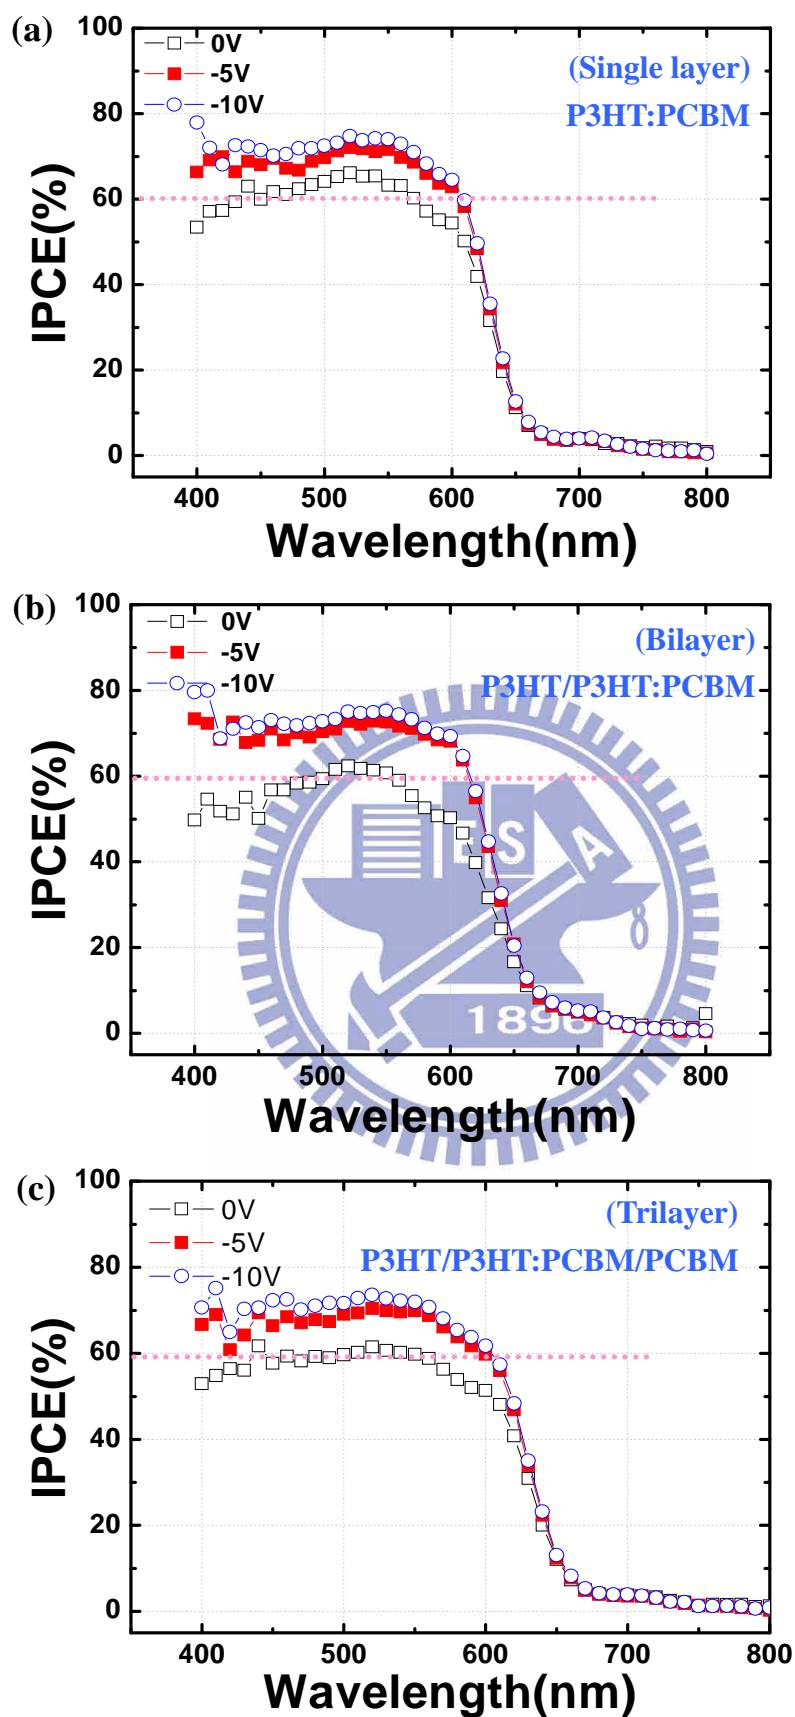 (a)
100
80
60
40
20
0
IPCE(%)
0V
-5V
-10V
(Single layer)
P3HT:PCBM
400 500 600 700 800
Wavelength(nm)
(b)
100
80
60
40
20
0
IPCE(%)
0V
-5V
-10V
(Bilayer)
P3HT/P3HT:PCBM
E S A
1896
400 500 600 700 800
Wavelength(nm)
(c)
100
80
60
40
20
0
IPCE(%)
0V
-5V
-10V
(Trilayer)
P3HT/P3HT:PCBM/PCBM
400 500 600 700 800
Wavelength(nm)